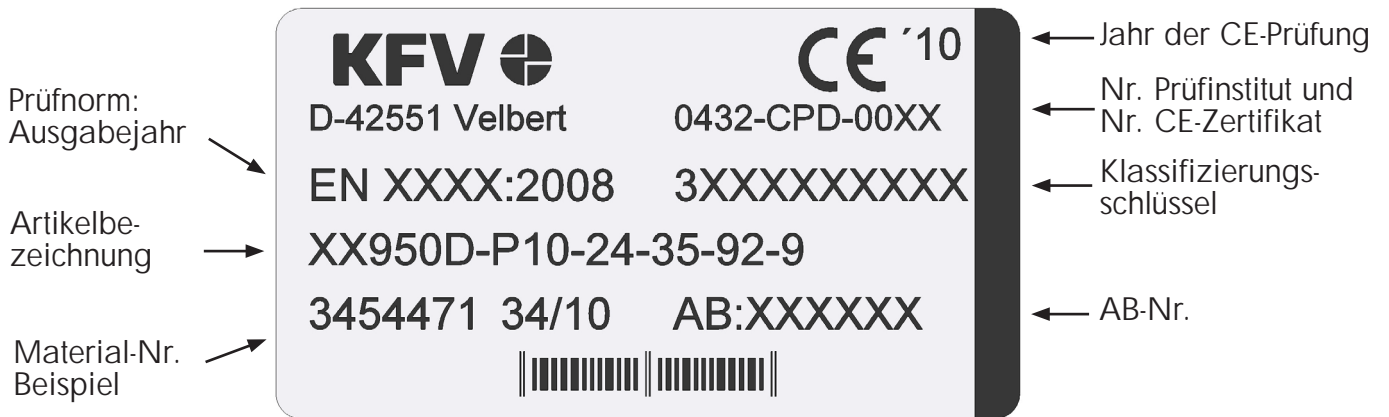 KFV CE ´10
Jahr der CE-Prüfung
Prüfnorm:
Ausgabejahr
D-42551 Velbert 0432-CPD-00XX
Nr. Prüfinstitut und
Nr. CE-Zertifikat
EN XXXX:2008 3XXXXXXXXX
Klassifizierungs-
schlüssel
Artikelbe-
zeichnung
XX950D-P10-24-35-92-9
3454471 34/10 AB:XXXXXX
AB-Nr.
Material-Nr.
Beispiel